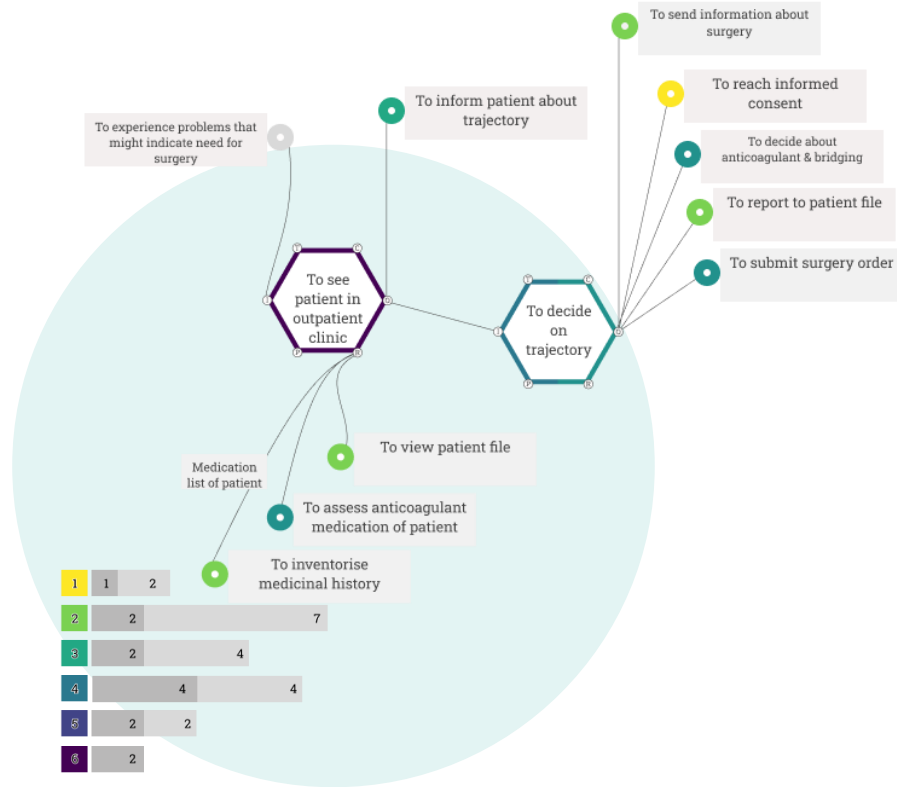 To send information about
surgery
To reach informed
consent
To inform patient about
trajectory
To experience problems that
might indicate need for
surgery
To decide about
anticoagulant & bridging
To report to patient file
T
C
To submit surgery order
To see
patient in
outpatient
clinic
I
O
P
R
T
C
To decide
on
trajectory
I
O
P
R
To view patient file
Medication
list of patient
To assess anticoagulant
medication of patient
To inventorise
medicinal history
1 1 2
2 2 7
3 2 4
4 4 4
5 2 2
6 2